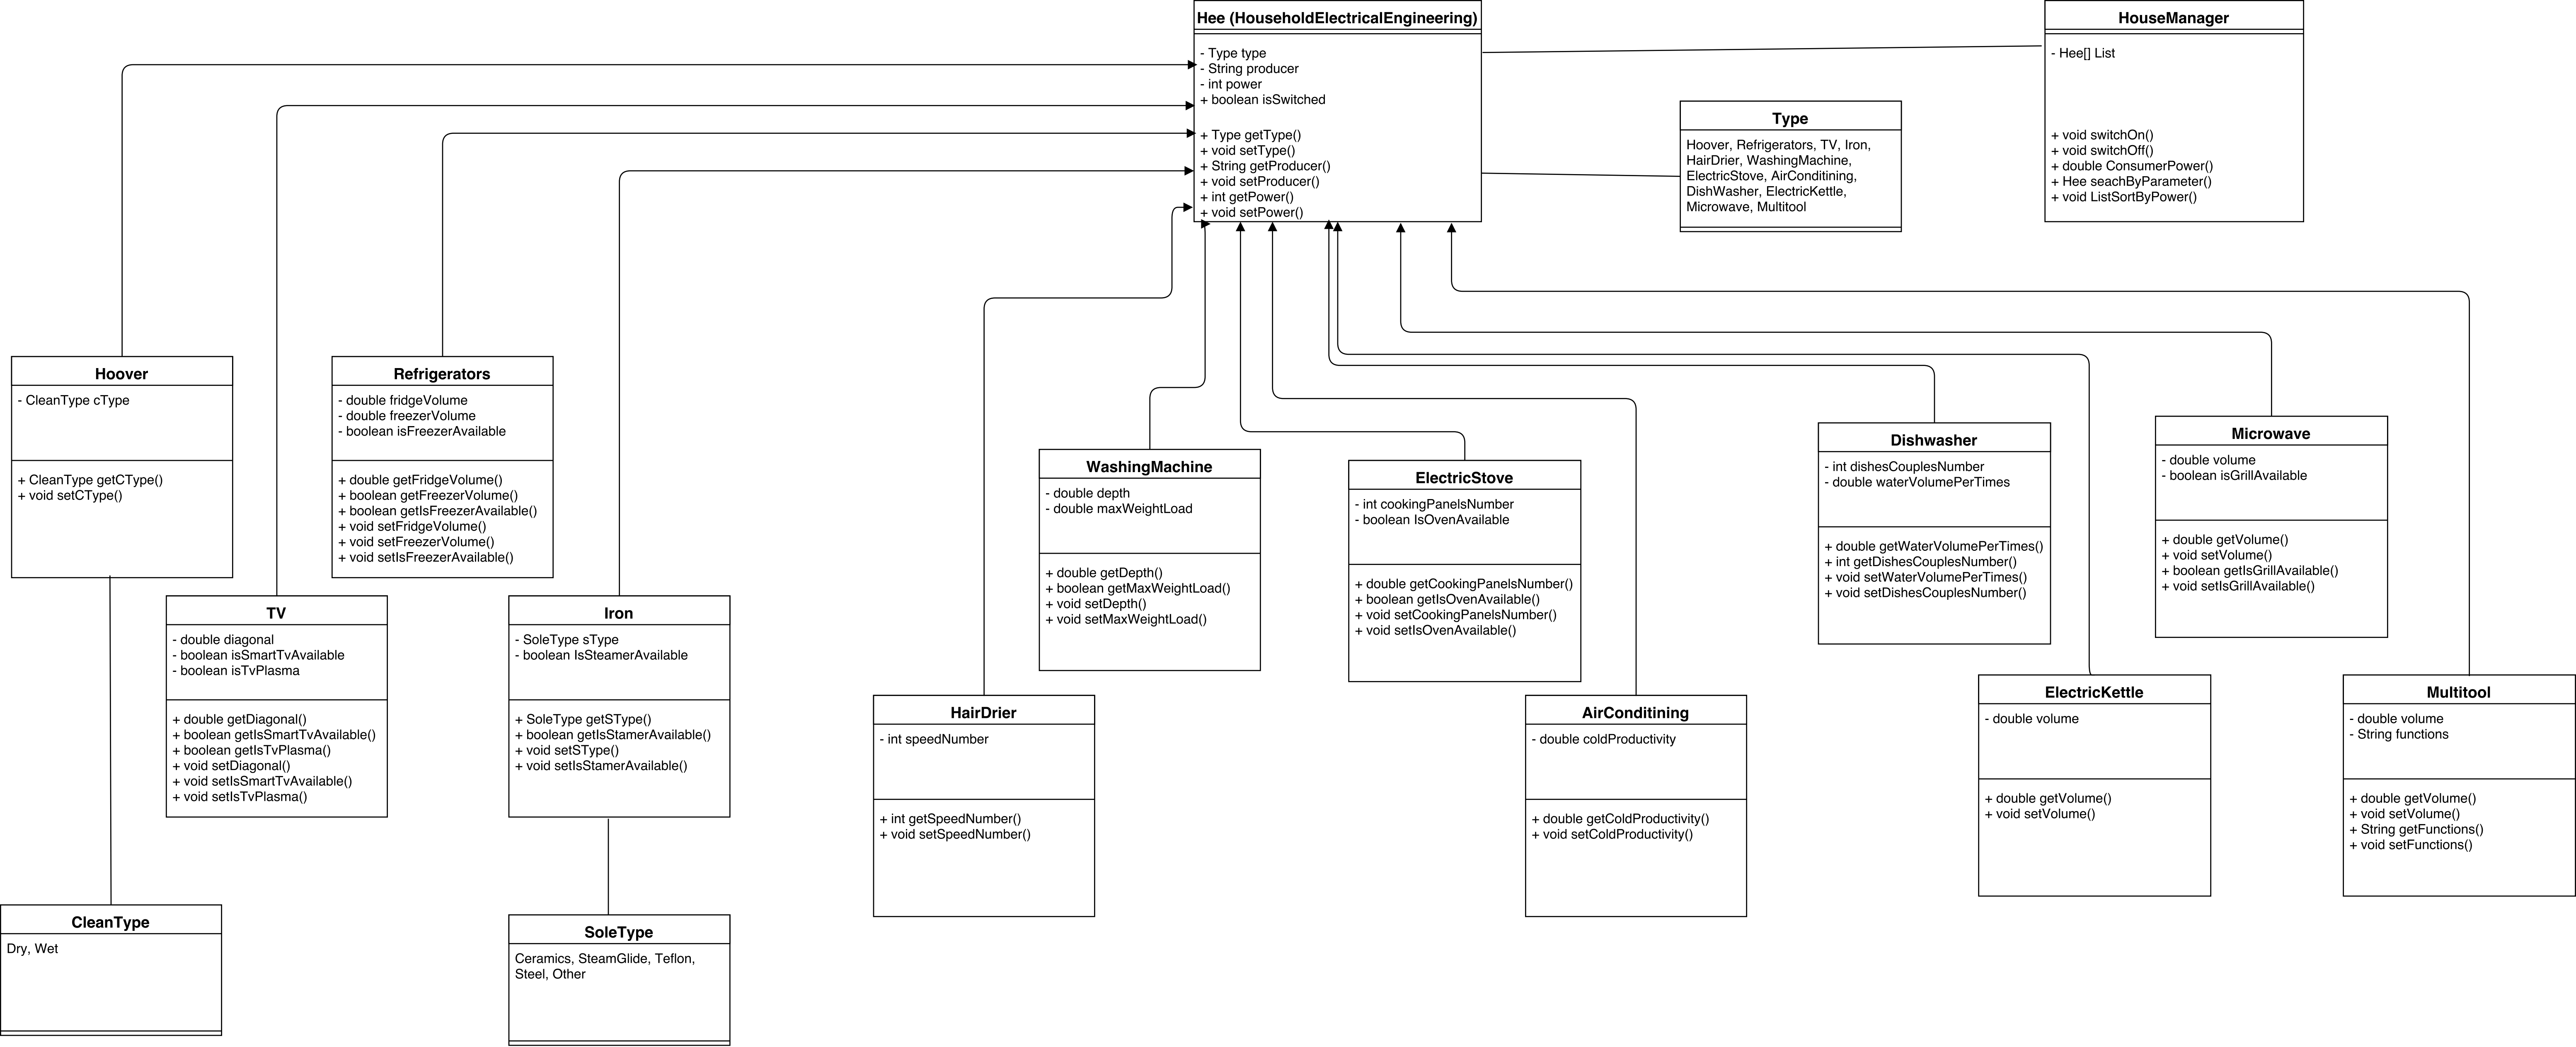 Hee (HouseholdElectricalEngineering)
- Type type
- String producer
- int power
+ boolean isSwitched
+ Type getType()
+ void setType()
+ String getProducer()
+ void setProducer()
+ int getPower()
+ void setPower()
HouseManager
- Hee[] List
+ void switchOn()
+ void switchOff()
+ double ConsumerPower()
+ Hee seachByParameter()
+ void ListSortByPower()
Type
Hoover, Refrigerators, TV, Iron,
HairDrier, WashingMachine,
ElectricStove, AirConditining,
DishWasher, ElectricKettle,
Microwave, Multitool
Hoover
- CleanType cType
+ CleanType getCType()
+ void setCType()
Refrigerators
- double fridgeVolume
- double freezerVolume
- boolean isFreezerAvailable
+ double getFridgeVolume()
+ boolean getFreezerVolume()
+ boolean getIsFreezerAvailable()
+ void setFridgeVolume()
+ void setFreezerVolume()
+ void setIsFreezerAvailable()
TV
- double diagonal
- boolean isSmartTvAvailable
- boolean isTvPlasma
+ double getDiagonal()
+ boolean getIsSmartTvAvailable()
+ boolean getIsTvPlasma()
+ void setDiagonal()
+ void setIsSmartTvAvailable()
+ void setIsTvPlasma()
Iron
- SoleType sType
- boolean IsSteamerAvailable
+ SoleType getSType()
+ boolean getIsStamerAvailable()
+ void setSType()
+ void setIsStamerAvailable()
WashingMachine
- double depth
- double maxWeightLoad
+ double getDepth()
+ boolean getMaxWeightLoad()
+ void setDepth()
+ void setMaxWeightLoad()
ElectricStove
- int cookingPanelsNumber
- boolean IsOvenAvailable
+ double getCookingPanelsNumber()
+ boolean getIsOvenAvailable()
+ void setCookingPanelsNumber()
+ void setIsOvenAvailable()
Dishwasher
- int dishesCouplesNumber
- double waterVolumePerTimes
+ double getWaterVolumePerTimes()
+ int getDishesCouplesNumber()
+ void setWaterVolumePerTimes()
+ void setDishesCouplesNumber()
Microwave
- double volume
- boolean isGrillAvailable
+ double getVolume()
+ void setVolume()
+ boolean getIsGrillAvailable()
+ void setIsGrillAvailable()
HairDrier
- int speedNumber
+ int getSpeedNumber()
+ void setSpeedNumber()
AirConditining
- double coldProductivity
+ double getColdProductivity()
+ void setColdProductivity()
ElectricKettle
- double volume
+ double getVolume()
+ void setVolume()
Multitool
- double volume
- String functions
+ double getVolume()
+ void setVolume()
+ String getFunctions()
+ void setFunctions()
CleanType
Dry, Wet
SoleType
Ceramics, SteamGlide, Teflon,
Steel, Other